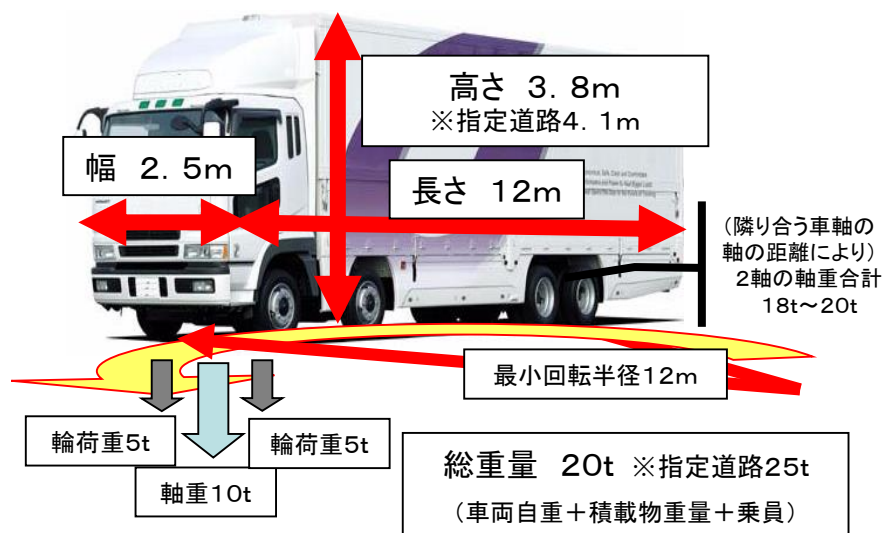 高さ 3.8m
※指定道路4.1m
幅 2.5m
長さ 12m
(隣り合う車軸の
軸の距離により)
2軸の軸重合計
18t～20t
最小回転半径12m
輪荷重5t
輪荷重5t
軸重10t
総重量 20t ※指定道路25t
(車両自重＋積載物重量＋乗員)